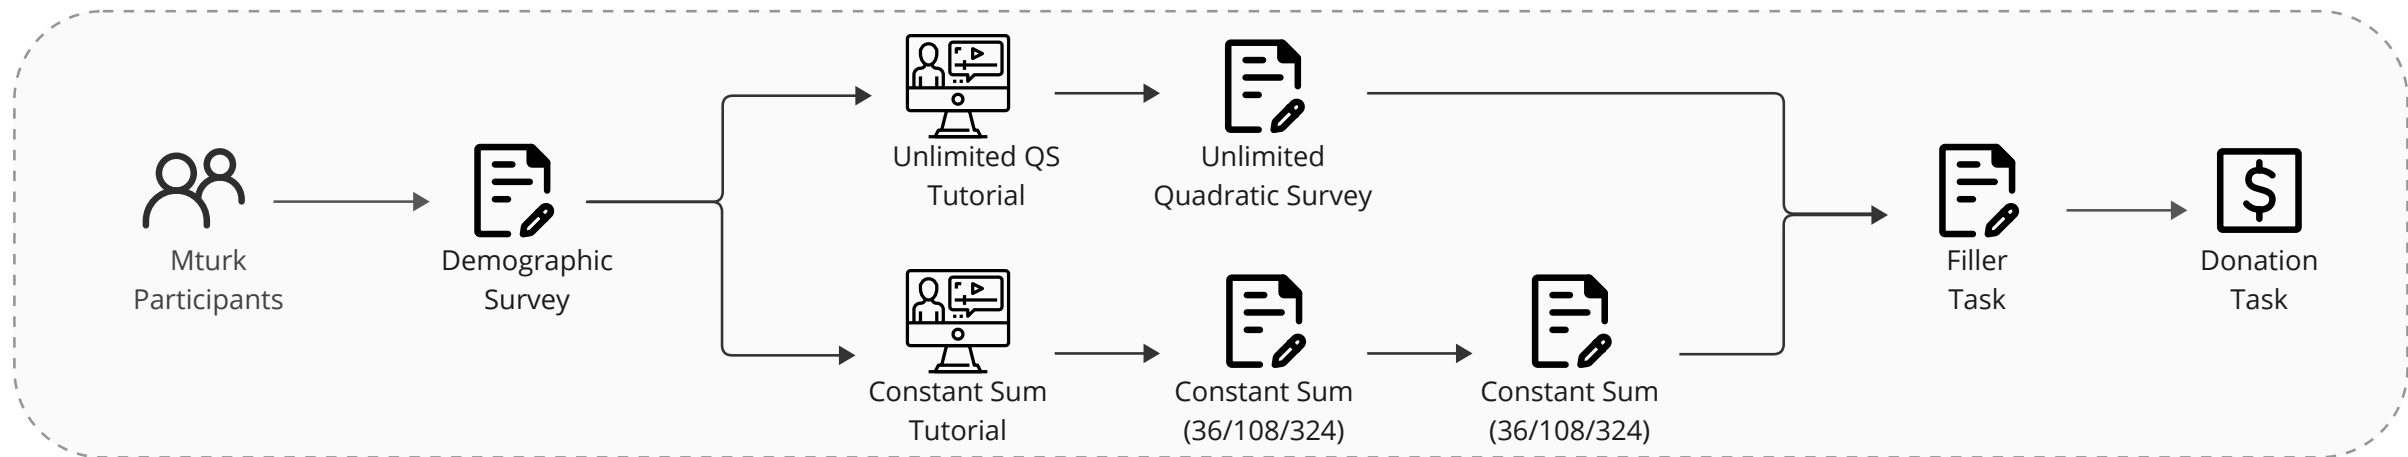 Mturk
Participants
Demographic
Survey
Unlimited QS
Tutorial
Unlimited
Quadratic Survey
Constant Sum
Tutorial
Constant Sum
(36/108/324)
Constant Sum
(36/108/324)
Filler
Task
Donation
Task